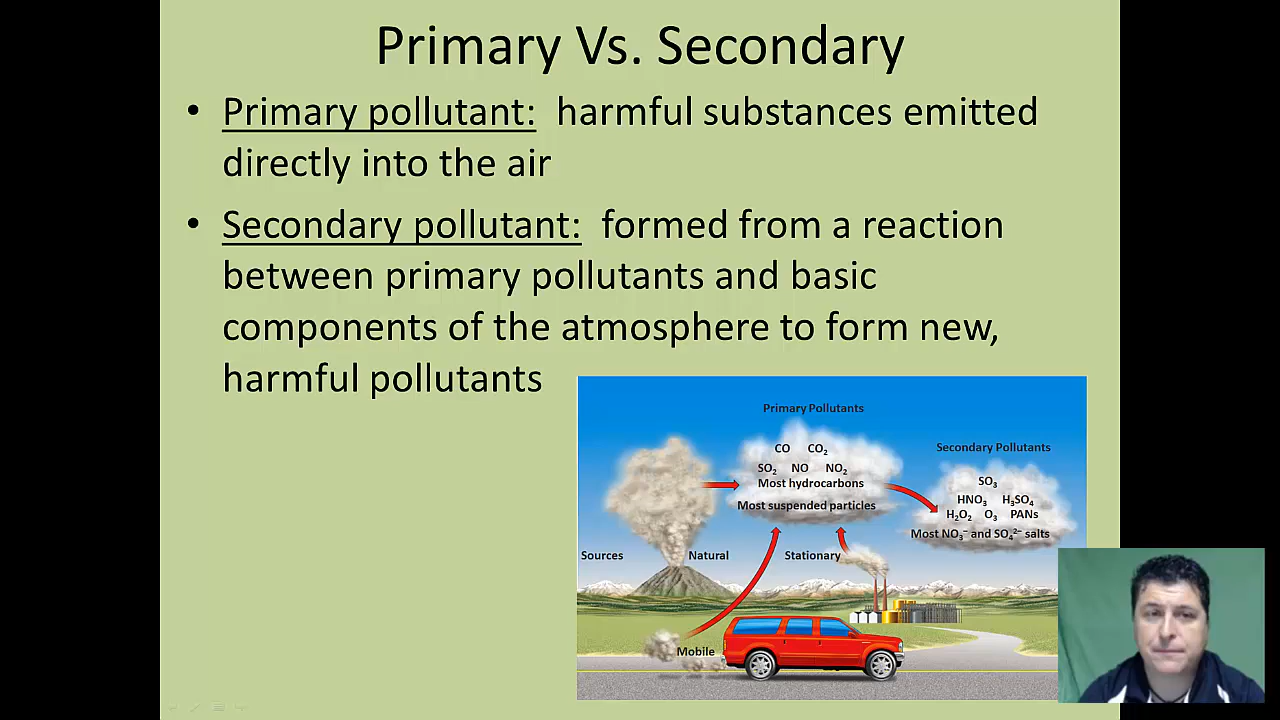 Primary Vs. Secondary
• Primary pollutant: harmful substances emitted
directly into the air
• Secondary pollutant: formed from a reaction
between primary pollutants and basic
components of the atmosphere to form new,
harmful pollutants
Primary Pollutants
CO CO₂
SO₂ NO NO₂
Most hydrocarbons
Most suspended particles
Secondary Pollutants
SO₃
HNO₃ H₃SO₄
H₂O₂ O₃ PANs
Most NO₃⁻ and SO₄²⁻ salts
Sources
Natural
Stationary
Mobile